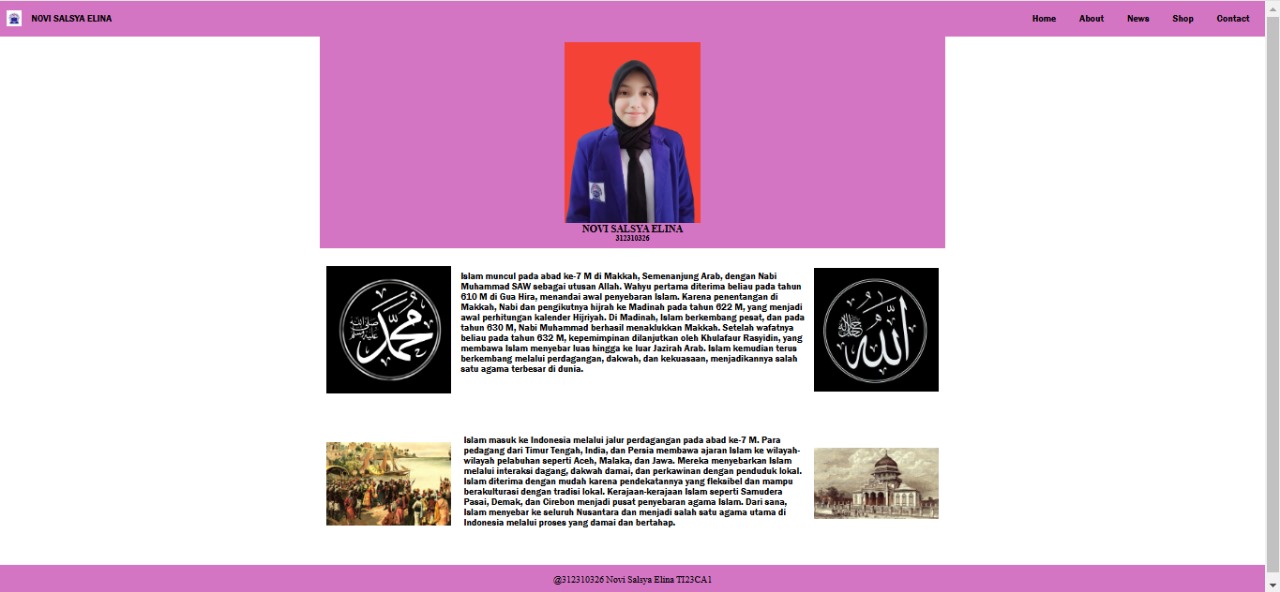 NOVI SALSYA ELINA
Home About News Shop Contact
NOVI SALSYA ELINA
312310326
محمد
صلى الله عليه وسلم
Islam muncul pada abad ke-7 M di Makkah, Semenanjung Arab, dengan Nabi
Muhammad SAW sebagai utusan Allah. Wahyu pertama diterima beliau pada tahun
610 M di Gua Hira, menandai awal penyebaran Islam. Karena penentangan di
Makkah, Nabi dan pengikutnya hijrah ke Madinah pada tahun 622 M, yang menjadi
awal perhitungan kalender Hijriyah. Di Madinah, Islam berkembang pesat, dan pada
tahun 630 M, Nabi Muhammad berhasil menaklukkan Makkah. Setelah wafatnya
beliau pada tahun 632 M, kepemimpinan dilanjutkan oleh Khulafaur Rasyidin, yang
membawa Islam menyebar luas hingga ke luar Jazirah Arab. Islam kemudian terus
berkembang melalui perdagangan, dakwah, dan kekuasaan, menjadikannya salah
satu agama terbesar di dunia.
الله
جل جلاله
Islam masuk ke Indonesia melalui jalur perdagangan pada abad ke-7 M. Para
pedagang dari Timur Tengah, India, dan Persia membawa ajaran Islam ke wilayah-
wilayah pelabuhan seperti Aceh, Malaka, dan Jawa. Mereka menyebarkan Islam
melalui interaksi dagang, dakwah damai, dan perkawinan dengan penduduk lokal.
Islam diterima dengan mudah karena pendekatannya yang fleksibel dan mampu
berakulturasi dengan tradisi lokal. Kerajaan-kerajaan Islam seperti Samudera
Pasai, Demak, dan Cirebon menjadi pusat penyebaran agama Islam. Dari sana,
Islam menyebar ke seluruh Nusantara dan menjadi salah satu agama utama di
Indonesia melalui proses yang damai dan bertahap.
@312310326 Novi Salsya Elina TI23CA1